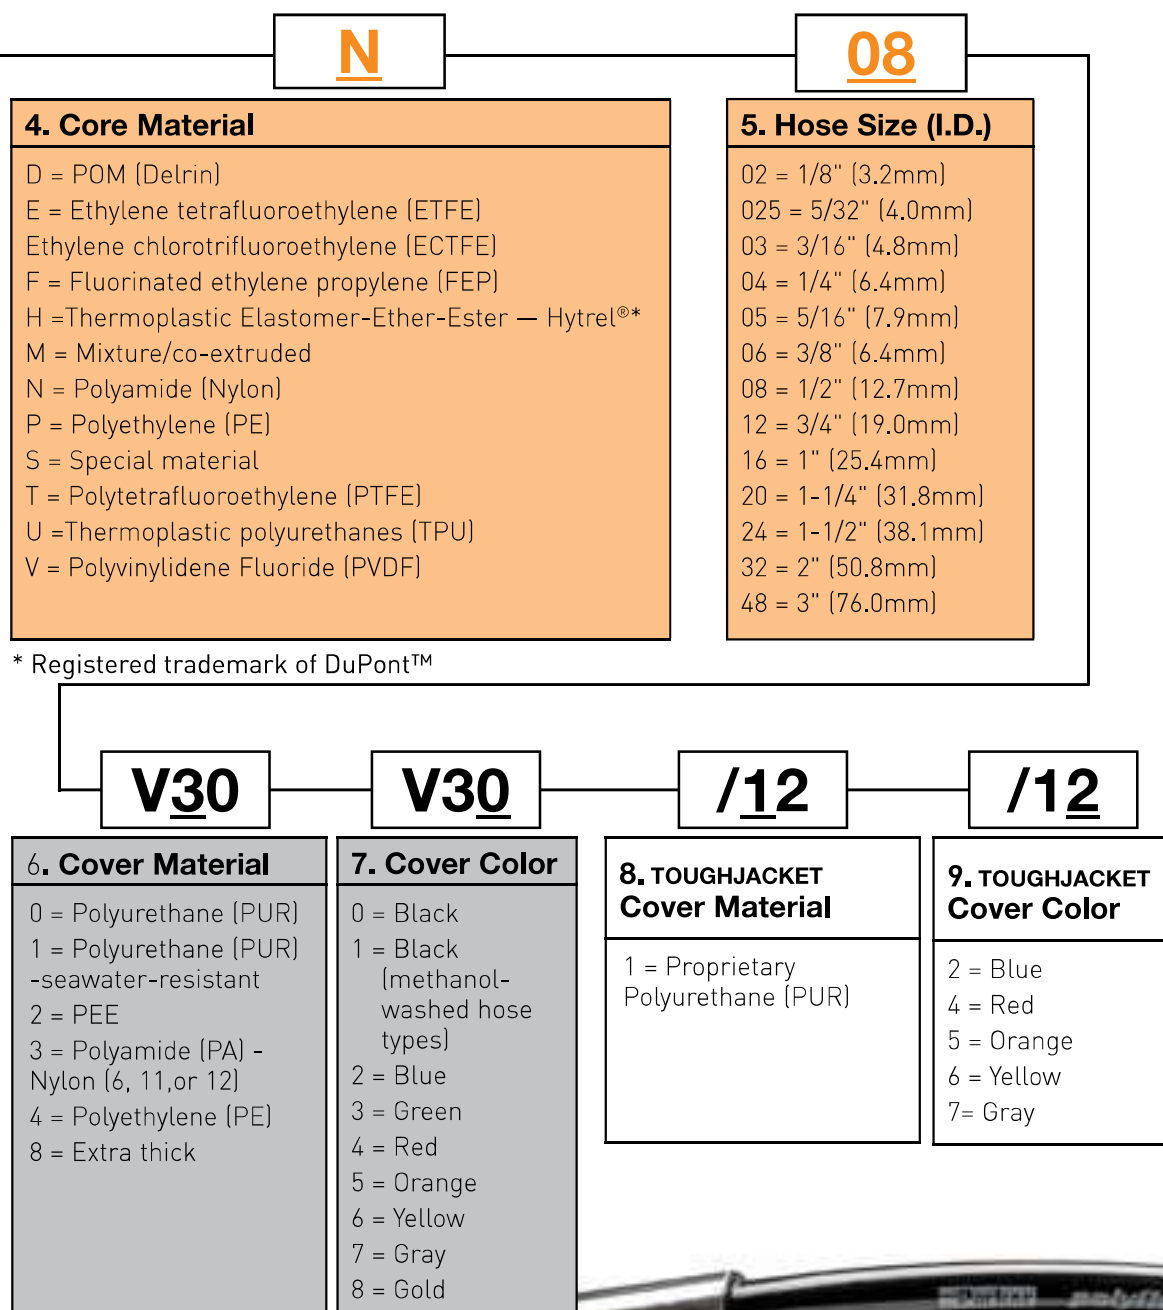 N
08
4. Core Material
D = POM (Delrin)
E = Ethylene tetrafluoroethylene (ETFE)
Ethylene chlorotrifluoroethylene (ECTFE)
F = Fluorinated ethylene propylene (FEP)
H =Thermoplastic Elastomer-Ether-Ester — Hytrel®*
M = Mixture/co-extruded
N = Polyamide (Nylon)
P = Polyethylene (PE)
S = Special material
T = Polytetrafluoroethylene (PTFE)
U =Thermoplastic polyurethanes (TPU)
V = Polyvinylidene Fluoride (PVDF)
5. Hose Size (I.D.)
02 = 1/8" (3.2mm)
025 = 5/32" (4.0mm)
03 = 3/16" (4.8mm)
04 = 1/4" (6.4mm)
05 = 5/16" (7.9mm)
06 = 3/8" (6.4mm)
08 = 1/2" (12.7mm)
12 = 3/4" (19.0mm)
16 = 1" (25.4mm)
20 = 1-1/4" (31.8mm)
24 = 1-1/2" (38.1mm)
32 = 2" (50.8mm)
48 = 3" (76.0mm)
* Registered trademark of DuPont™
V30
V30
/12
/12
6. Cover Material
0 = Polyurethane (PUR)
1 = Polyurethane (PUR)
-seawater-resistant
2 = PEE
3 = Polyamide (PA) -
Nylon (6, 11,or 12)
4 = Polyethylene (PE)
8 = Extra thick
7. Cover Color
0 = Black
1 = Black
(methanol-
washed hose
types)
2 = Blue
3 = Green
4 = Red
5 = Orange
6 = Yellow
7 = Gray
8 = Gold
8. TOUGHJACKET
Cover Material
1 = Proprietary
Polyurethane (PUR)
9. TOUGHJACKET
Cover Color
2 = Blue
4 = Red
5 = Orange
6 = Yellow
7= Gray